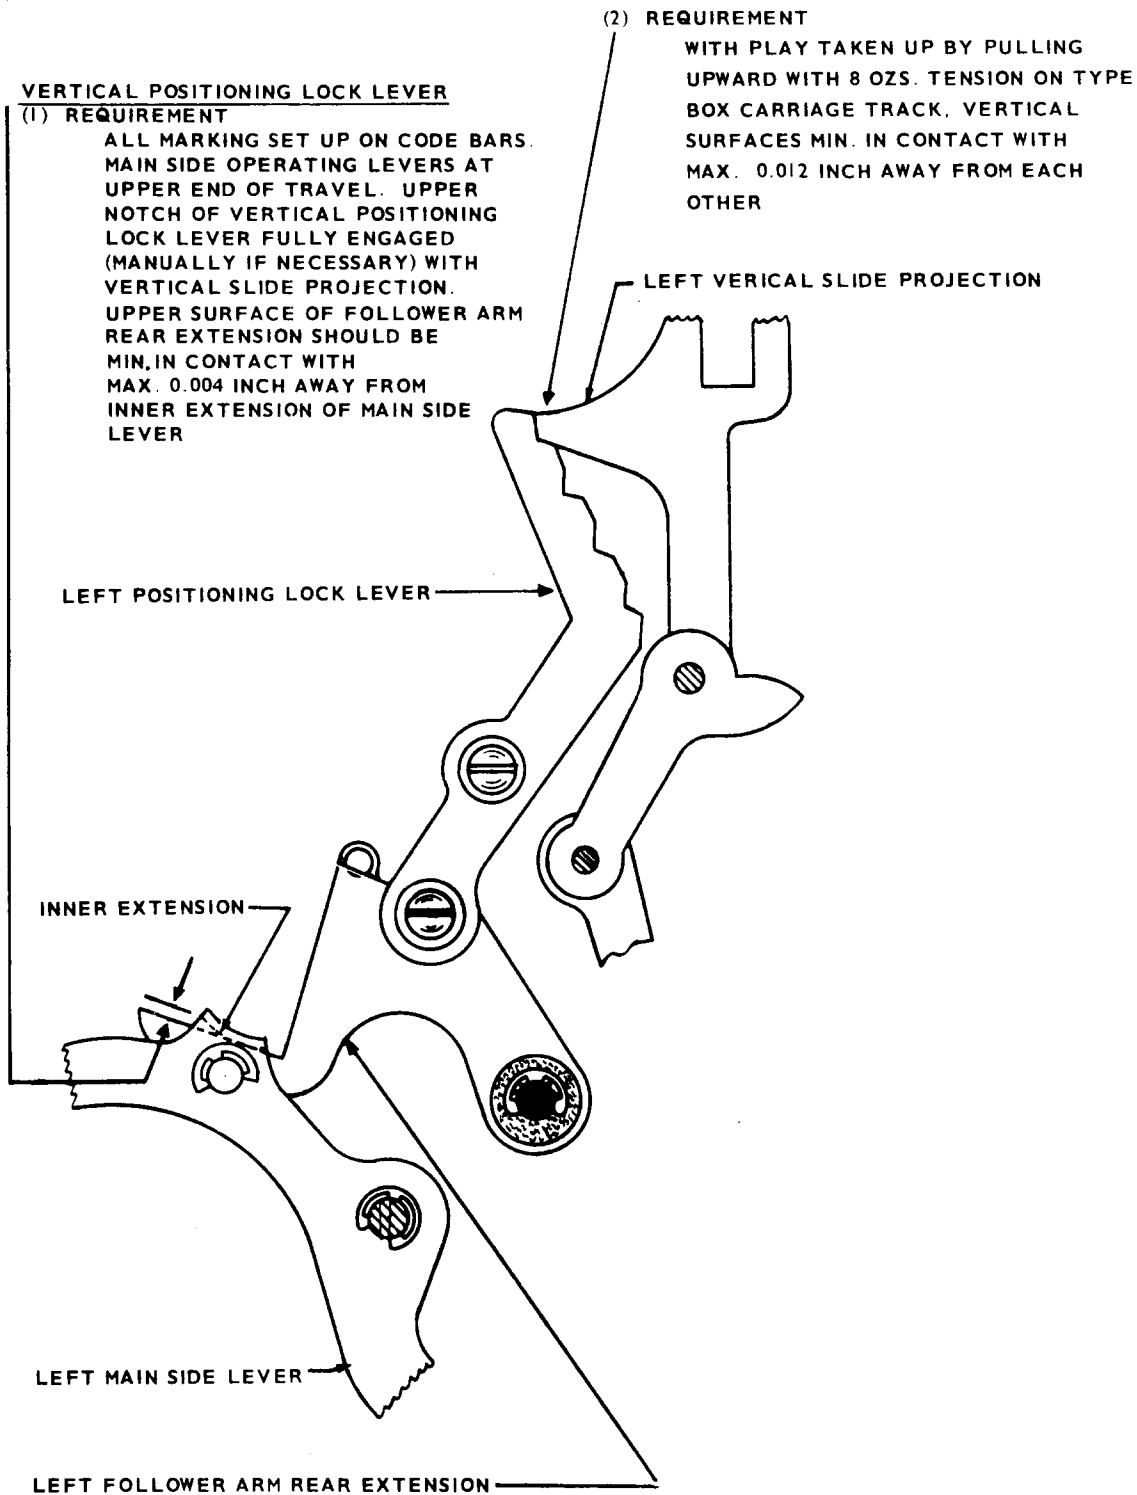 (2) REQUIREMENT
WITH PLAY TAKEN UP BY PULLING
UPWARD WITH 8 OZS. TENSION ON TYPE
BOX CARRIAGE TRACK, VERTICAL
SURFACES MIN. IN CONTACT WITH
MAX. 0.012 INCH AWAY FROM EACH
OTHER
VERTICAL POSITIONING LOCK LEVER
(1) REQUIREMENT
ALL MARKING SET UP ON CODE BARS.
MAIN SIDE OPERATING LEVERS AT
UPPER END OF TRAVEL. UPPER
NOTCH OF VERTICAL POSITIONING
LOCK LEVER FULLY ENGAGED
(MANUALLY IF NECESSARY) WITH
VERTICAL SLIDE PROJECTION.
UPPER SURFACE OF FOLLOWER ARM
REAR EXTENSION SHOULD BE
MIN. IN CONTACT WITH
MAX. 0.004 INCH AWAY FROM
INNER EXTENSION OF MAIN SIDE
LEVER
LEFT VERICAL SLIDE PROJECTION
LEFT POSITIONING LOCK LEVER
INNER EXTENSION
LEFT MAIN SIDE LEVER
LEFT FOLLOWER ARM REAR EXTENSION